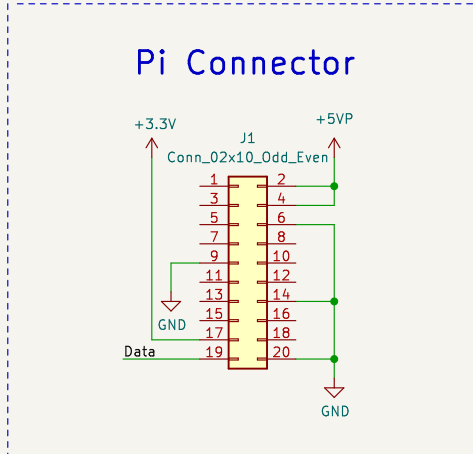 Pi Connector
+3.3V
+5VP
J1
Conn_02x10_Odd_Even
1 2
3 4
5 6
7 8
9 10
11 12
13 14
15 16
GND
17 18
Data 19 20
GND